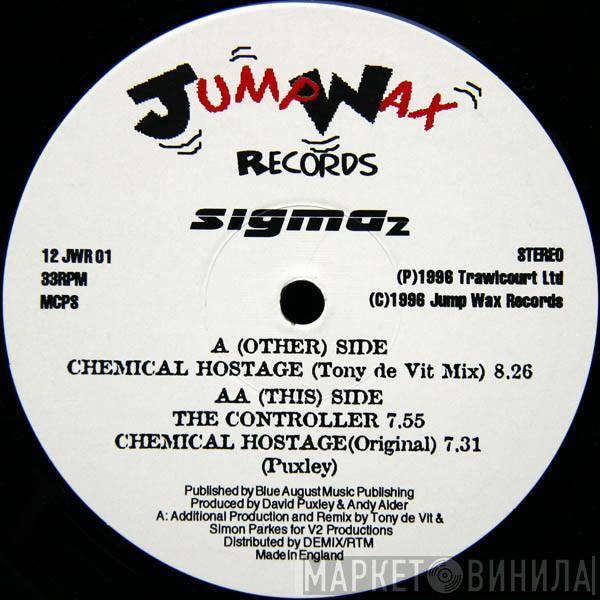 JUMP WAX
RECORDS
sigmaz
12 JWR 01
33RPM
MCPS
STEREO
(P)1996 Trawlcourt Ltd
(C)1996 Jump Wax Records
A (OTHER) SIDE
CHEMICAL HOSTAGE (Tony de Vit Mix) 8.26
AA (THIS) SIDE
THE CONTROLLER 7.55
CHEMICAL HOSTAGE(Original) 7.31
(Puxley)
Published by Blue August Music Publishing
Produced by David Puxley & Andy Alder
A: Additional Production and Remix by Tony de Vit &
Simon Parkes for V2 Productions
Distributed by DEMIX/RTM
Made in England
МАРКЕТ ВИНИЛА